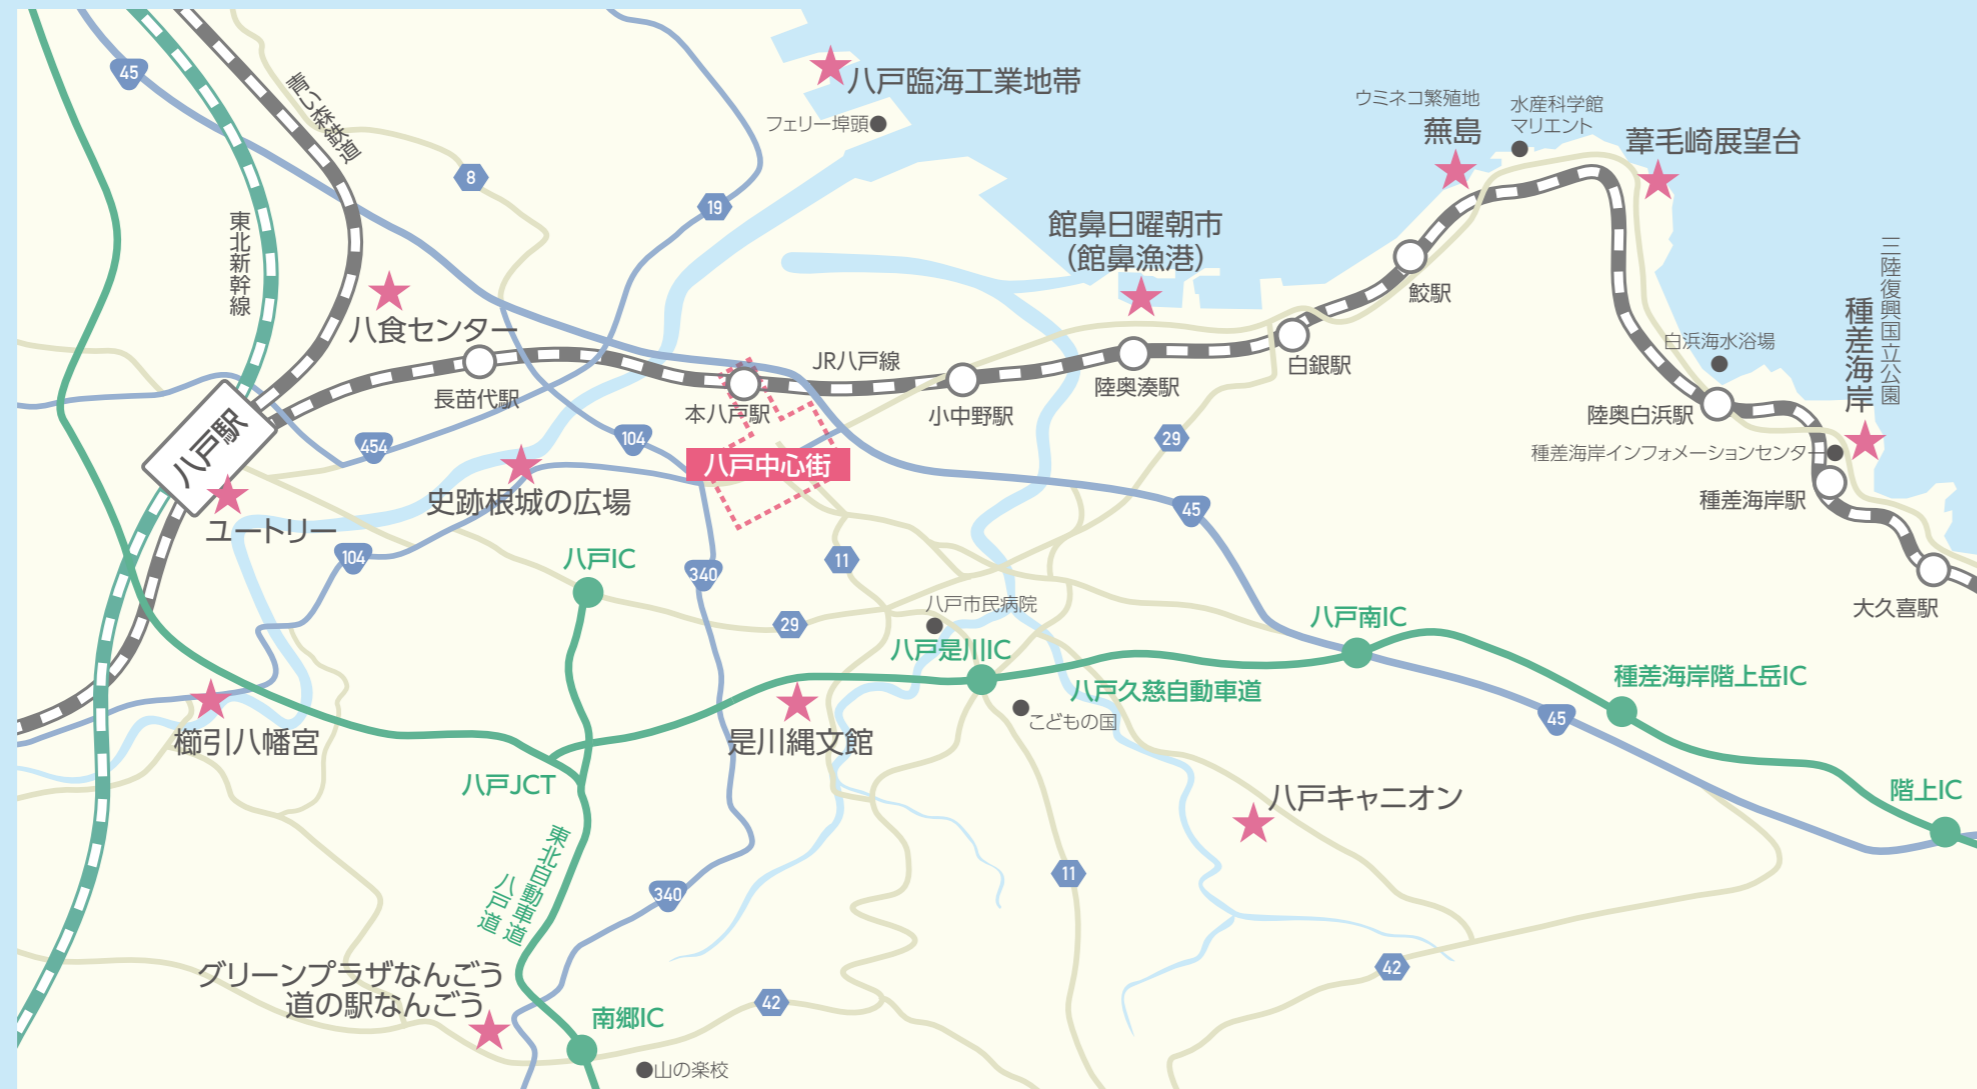 45
青い森鉄道
東北新幹線
8
19
八戸臨海工業地帯
フェリー埠頭
ウミネコ繁殖地
蕪島
水産科学館
マリエント
葦毛崎展望台
館鼻日曜朝市
（館鼻漁港）
鮫駅
三陸復興国立公園
種差海岸
八食センター
長苗代駅
本八戸駅
JR八戸線
小中野駅
陸奥湊駅
白銀駅
白浜海水浴場
陸奥白浜駅
種差海岸インフォメーションセンター
種差海岸駅
大久喜駅
八戸駅
ユートリー
454
104
史跡根城の広場
八戸中心街
29
45
104
八戸IC
340
11
29
八戸市民病院
八戸是川IC
八戸南IC
種差海岸階上岳IC
八戸久慈自動車道
こどもの国
45
階上IC
櫛引八幡宮
是川縄文館
八戸JCT
八戸キャニオン
東北自動車道
八戸道
340
11
グリーンプラザなんごう
道の駅なんごう
42
42
南郷IC
山の楽校